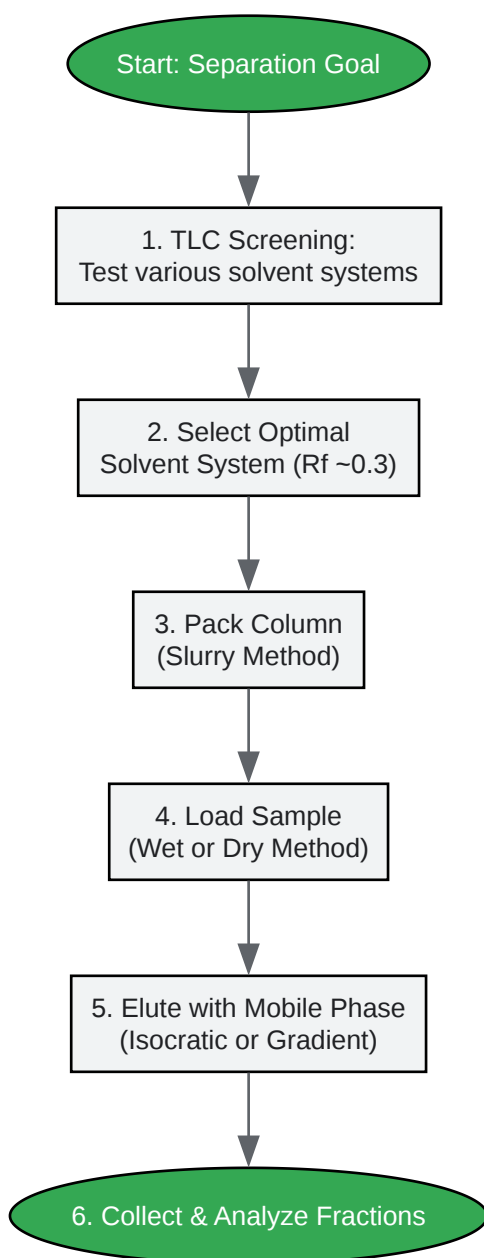 Start: Separation Goal
1. TLC Screening:
Test various solvent systems
2. Select Optimal
Solvent System (Rf ~0.3)
3. Pack Column
(Slurry Method)
4. Load Sample
(Wet or Dry Method)
5. Elute with Mobile Phase
(Isocratic or Gradient)
6. Collect & Analyze Fractions